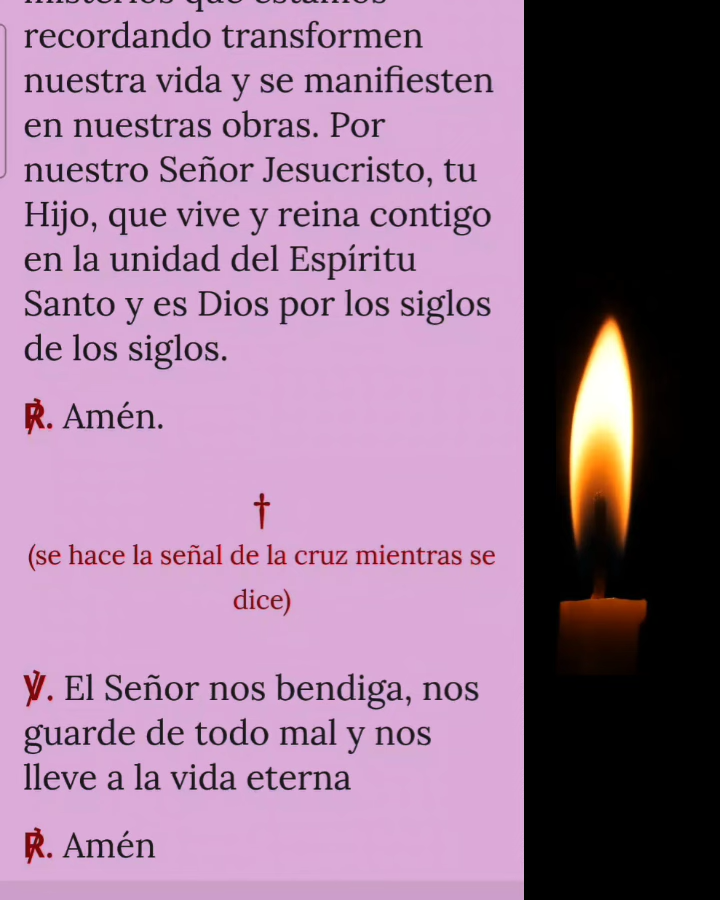 misterios que estamos
recordando transformen
nuestra vida y se manifiesten
en nuestras obras. Por
nuestro Señor Jesucristo, tu
Hijo, que vive y reina contigo
en la unidad del Espíritu
Santo y es Dios por los siglos
de los siglos.
℟. Amén.
†
(se hace la señal de la cruz mientras se
dice)
℣. El Señor nos bendiga, nos
guarde de todo mal y nos
lleve a la vida eterna
℟. Amén